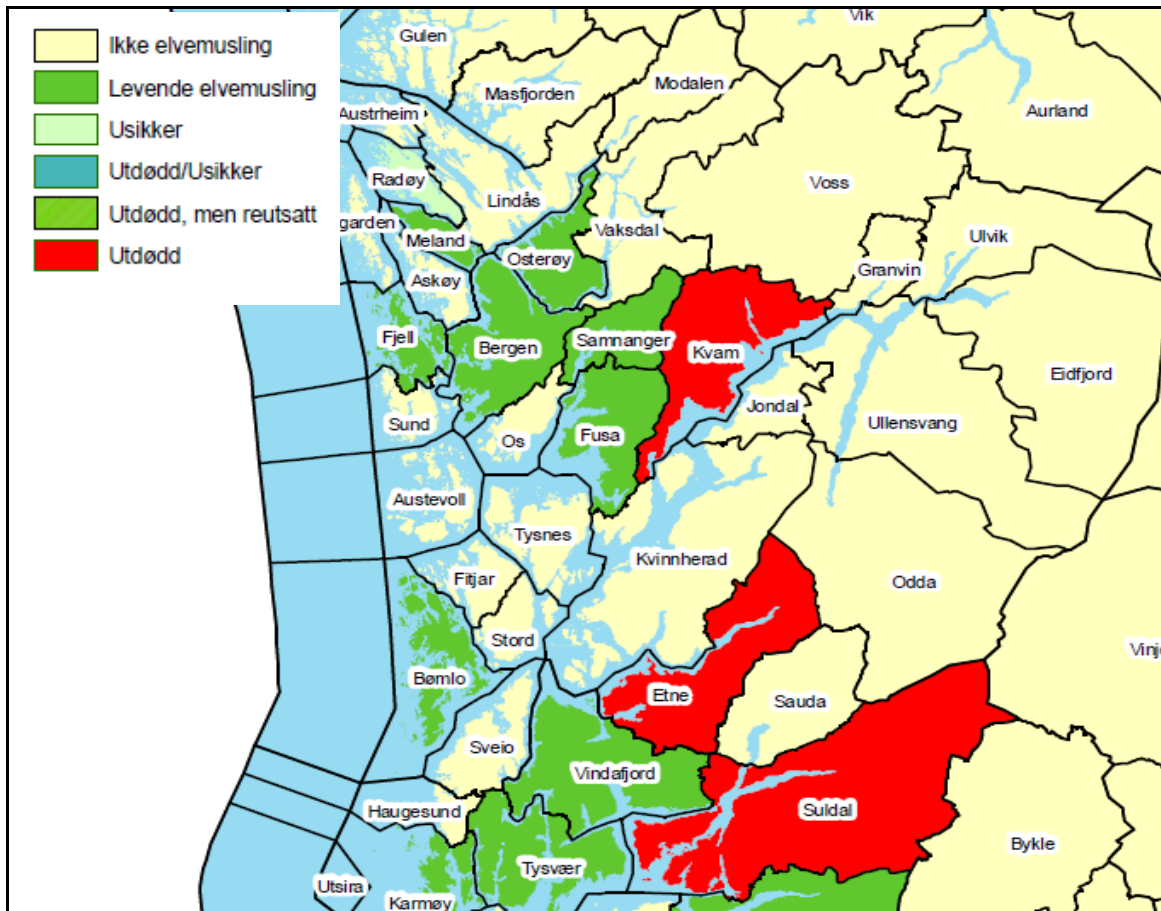 Ikke elvemusling
Levende elvemusling
Usikker
Utdødd/Usikker
Utdødd, men reutsatt
Utdødd
Vik
Gulen
Modalen
Masfjorden
Austrheim
Aurland
Radøy
Voss
Lindås
garden
Meland
Vaksdal
Ulvik
Osterøy
Granvin
Askøy
Fjell
Bergen
Samnanger
Kvam
Eidfjord
Jondal
Sund
Os
Fusa
Ullensvang
Austevoll
Tysnes
Kvinnherad
Fitjar
Odda
Stord
Vinj
Bømlo
Etne
Sauda
Sveio
Vindafjord
Haugesund
Suldal
Bykle
Tysvær
Utsira
Karmøy